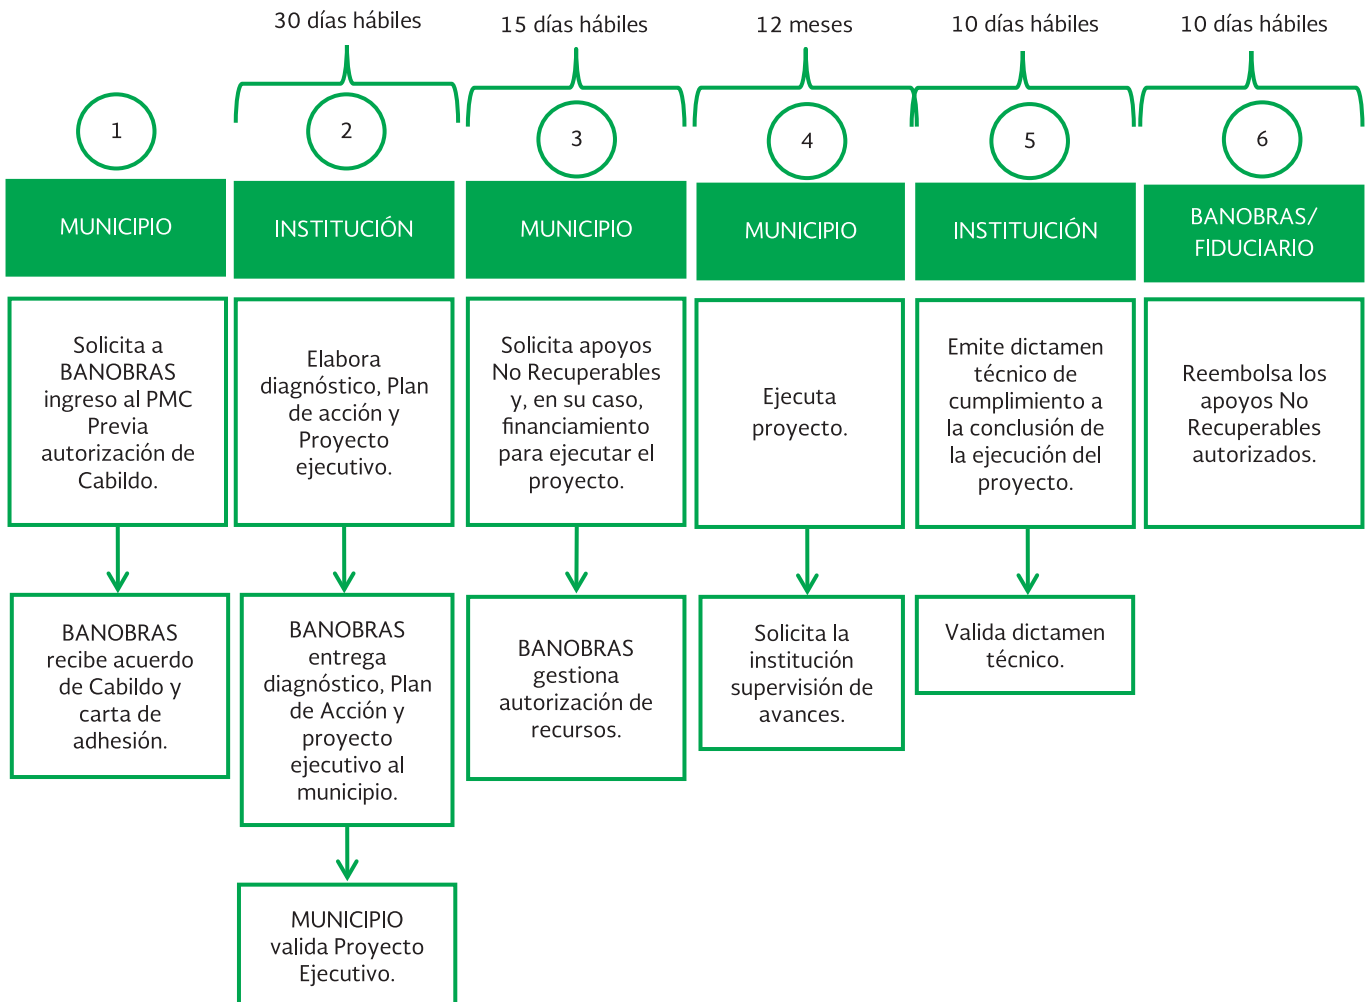 30 días hábiles
15 días hábiles
12 meses
10 días hábiles
10 días hábiles
1
2
3
4
5
6
MUNICIPIO
INSTITUCIÓN
MUNICIPIO
MUNICIPIO
INSTITUICIÓN
BANOBRAS/
FIDUCIARIO
Solicita a
BANOBRAS
ingreso al PMC
Previa
autorización de
Cabildo.
Elabora
diagnóstico, Plan
de acción y
Proyecto
ejecutivo.
Solicita apoyos
No Recuperables
y, en su caso,
financiamiento
para ejecutar el
proyecto.
Ejecuta
proyecto.
Emite dictamen
técnico de
cumplimiento a
la conclusión de
la ejecución del
proyecto.
Reembolsa los
apoyos No
Recuperables
autorizados.
BANOBRAS
recibe acuerdo
de Cabildo y
carta de
adhesión.
BANOBRAS
entrega
diagnóstico, Plan
de Acción y
proyecto
ejecutivo al
municipio.
BANOBRAS
gestiona
autorización de
recursos.
Solicita la
institución
supervisión de
avances.
Valida dictamen
técnico.
MUNICIPIO
valida Proyecto
Ejecutivo.